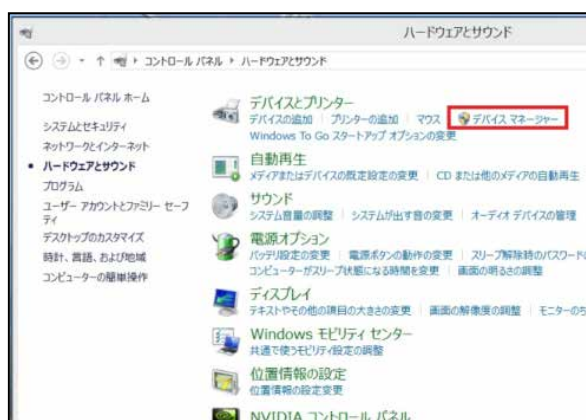 ハードウェアとサウンド
コントロール パネル ハードウェアとサウンド
コントロール パネル ホーム
システムとセキュリティ
ネットワークとインターネット
ハードウェアとサウンド
プログラム
ユーザー アカウントとファミリー セーフ
ティ
デスクトップのカスタマイズ
時計、言語、および地域
コンピューターの簡単操作
デバイスとプリンター
デバイスの追加 プリンターの追加 マウス デバイス マネージャー
Windows To Go スタートアップ オプションの変更
自動再生
メディアまたはデバイスの既定設定の変更 CD または他のメディアの自動再生
サウンド
システム音量の調整 システムが出す音の変更 オーディオ デバイスの管理
電源オプション
バッテリ設定の変更 電源ボタンの動作の変更 スリープ解除時のパスワードの
コンピューターがスリープ状態になる時間を変更 画面の明るさの調整
ディスプレイ
テキストやその他の項目の大きさの変更 画面の解像度の調整 モニターのち
Windows モビリティ センター
共通で使うモビリティ設定の調整
位置情報の設定
位置情報の設定変更
NVIDIA コントロール パネル